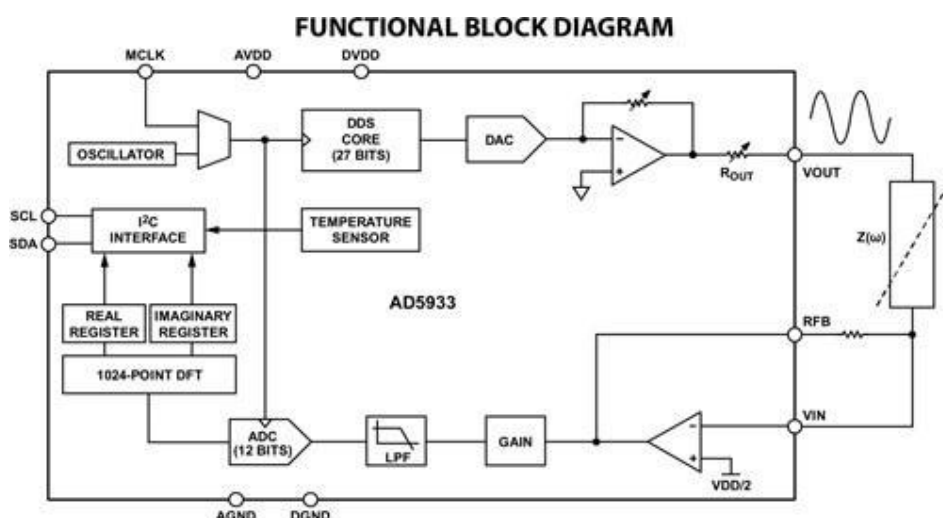 FUNCTIONAL BLOCK DIAGRAM
MCLK
AVDD
DVDD
OSCILLATOR
DDS
CORE
(27 BITS)
DAC
−
+
ROUT
VOUT
SCL
SDA
I²C
INTERFACE
TEMPERATURE
SENSOR
Z(ω)
AD5933
REAL
REGISTER
IMAGINARY
REGISTER
RFB
1024-POINT DFT
ADC
(12 BITS)
LPF
GAIN
−
+
VIN
VDD/2
AGND
DGND